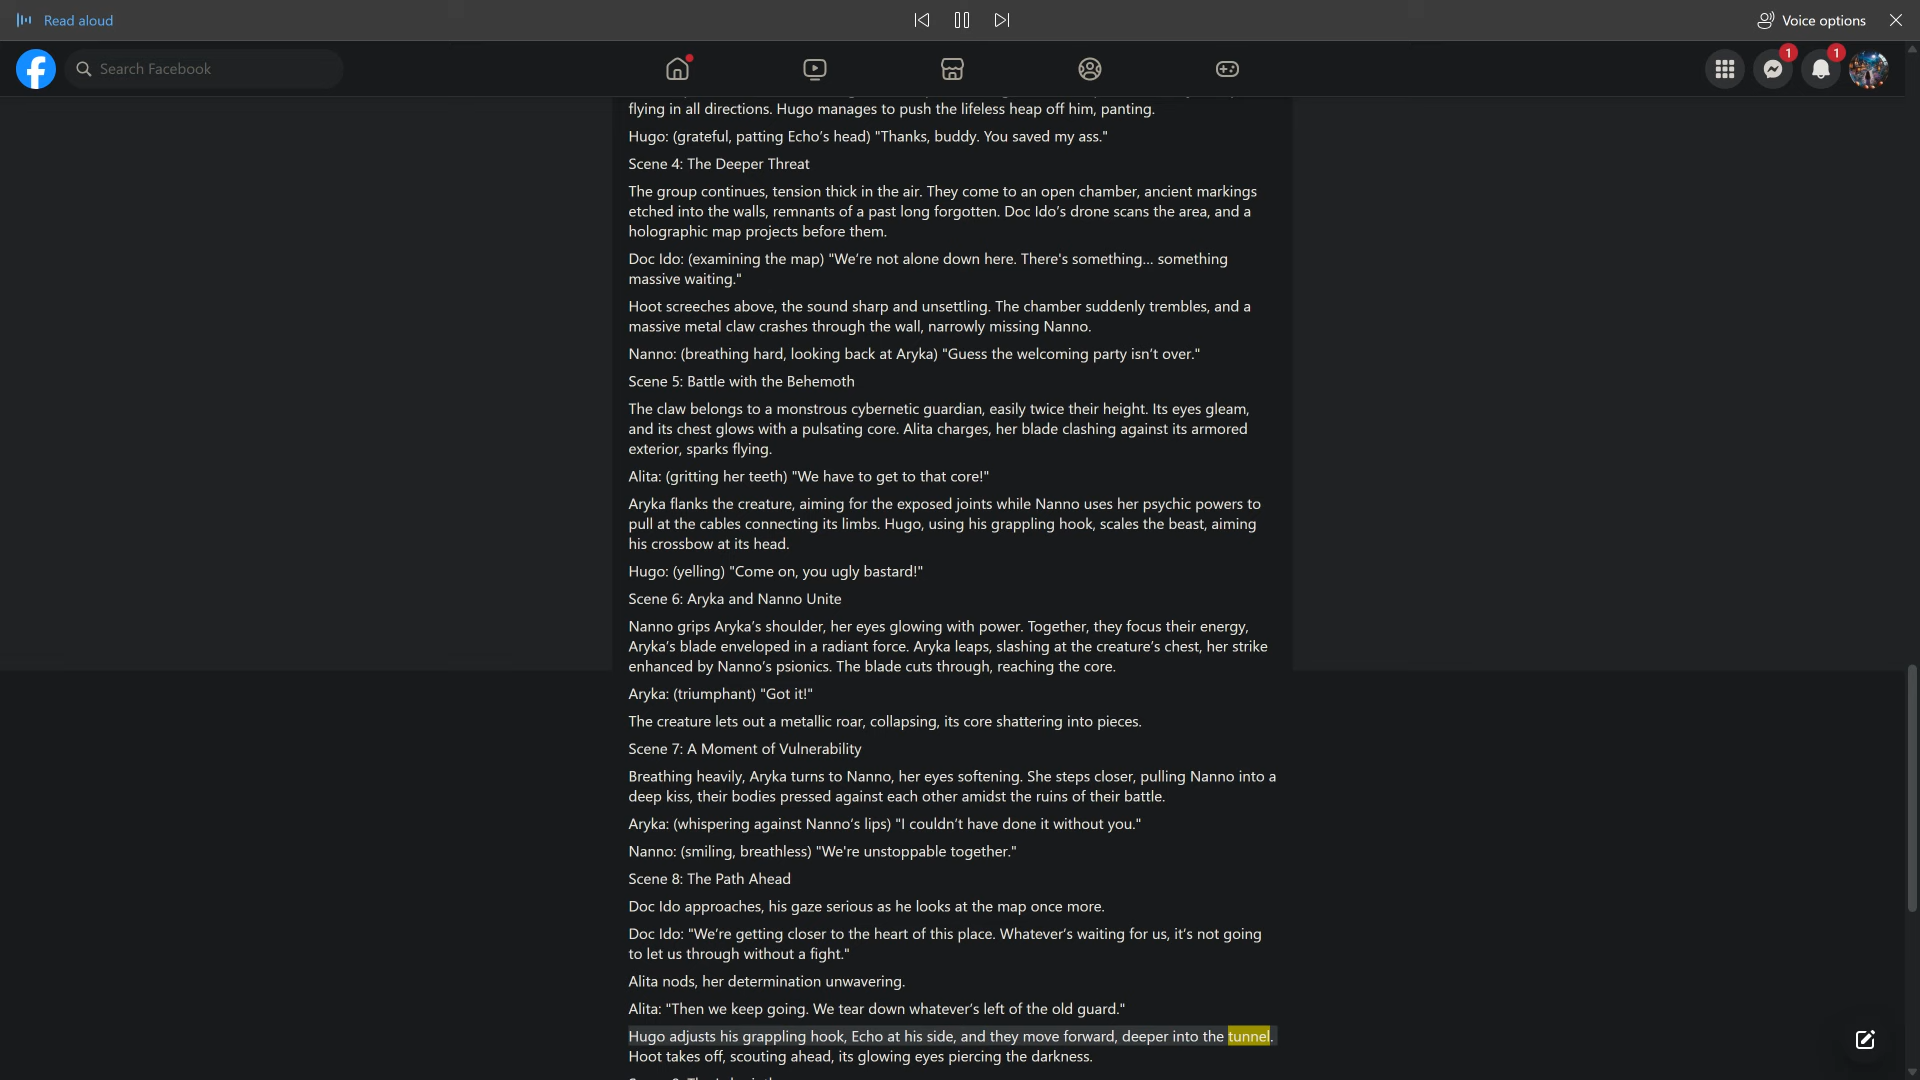 Read aloud
Voice options
Search Facebook
1
1
flying in all directions. Hugo manages to push the lifeless heap off him, panting.
Hugo: (grateful, patting Echo's head) "Thanks, buddy. You saved my ass."
Scene 4: The Deeper Threat
The group continues, tension thick in the air. They come to an open chamber, ancient markings
etched into the walls, remnants of a past long forgotten. Doc Ido's drone scans the area, and a
holographic map projects before them.
Doc Ido: (examining the map) "We're not alone down here. There's something... something
massive waiting."
Hoot screeches above, the sound sharp and unsettling. The chamber suddenly trembles, and a
massive metal claw crashes through the wall, narrowly missing Nanno.
Nanno: (breathing hard, looking back at Aryka) "Guess the welcoming party isn't over."
Scene 5: Battle with the Behemoth
The claw belongs to a monstrous cybernetic guardian, easily twice their height. Its eyes gleam,
and its chest glows with a pulsating core. Alita charges, her blade clashing against its armored
exterior, sparks flying.
Alita: (gritting her teeth) "We have to get to that core!"
Aryka flanks the creature, aiming for the exposed joints while Nanno uses her psychic powers to
pull at the cables connecting its limbs. Hugo, using his grappling hook, scales the beast, aiming
his crossbow at its head.
Hugo: (yelling) "Come on, you ugly bastard!"
Scene 6: Aryka and Nanno Unite
Nanno grips Aryka's shoulder, her eyes glowing with power. Together, they focus their energy,
Aryka's blade enveloped in a radiant force. Aryka leaps, slashing at the creature's chest, her strike
enhanced by Nanno's psionics. The blade cuts through, reaching the core.
Aryka: (triumphant) "Got it!"
The creature lets out a metallic roar, collapsing, its core shattering into pieces.
Scene 7: A Moment of Vulnerability
Breathing heavily, Aryka turns to Nanno, her eyes softening. She steps closer, pulling Nanno into a
deep kiss, their bodies pressed against each other amidst the ruins of their battle.
Aryka: (whispering against Nanno's lips) "I couldn't have done it without you."
Nanno: (smiling, breathless) "We're unstoppable together."
Scene 8: The Path Ahead
Doc Ido approaches, his gaze serious as he looks at the map once more.
Doc Ido: "We're getting closer to the heart of this place. Whatever's waiting for us, it's not going
to let us through without a fight."
Alita nods, her determination unwavering.
Alita: "Then we keep going. We tear down whatever's left of the old guard."
Hugo adjusts his grappling hook, Echo at his side, and they move forward, deeper into the tunnel.
Hoot takes off, scouting ahead, its glowing eyes piercing the darkness.